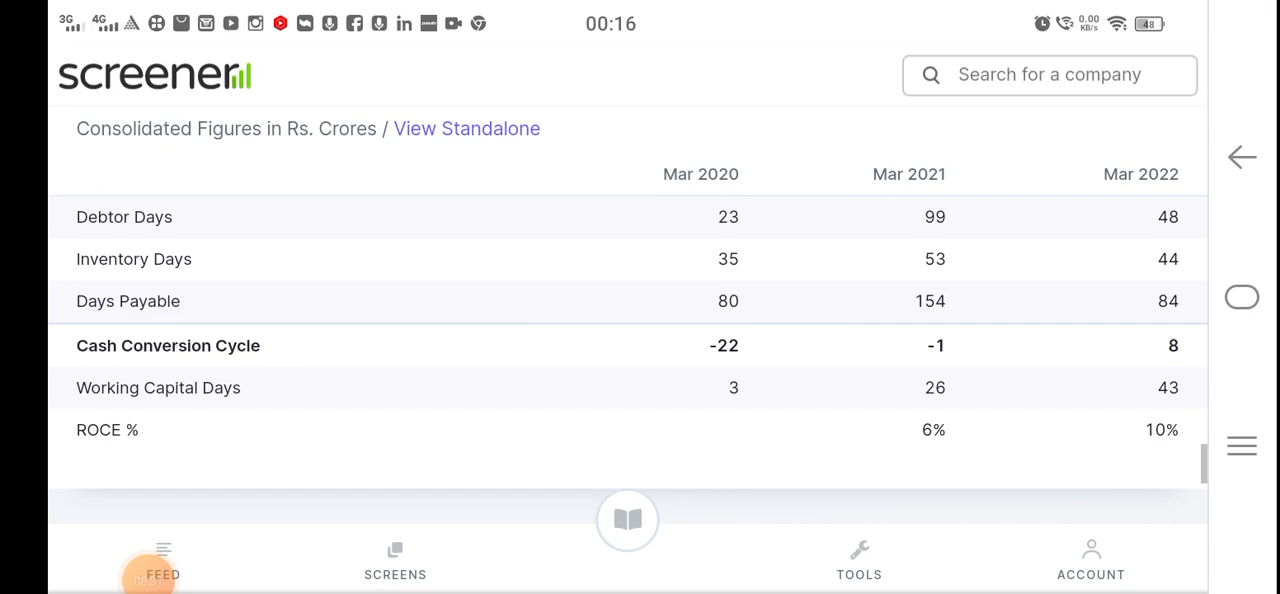 3G 4G 00:16 0.00 KB/s 48
screener Search for a company
Consolidated Figures in Rs. Crores / View Standalone
Mar 2020 Mar 2021 Mar 2022
Debtor Days 23 99 48
Inventory Days 35 53 44
Days Payable 80 154 84
Cash Conversion Cycle -22 -1 8
Working Capital Days 3 26 43
ROCE % 6% 10%
FEED SCREENS TOOLS ACCOUNT